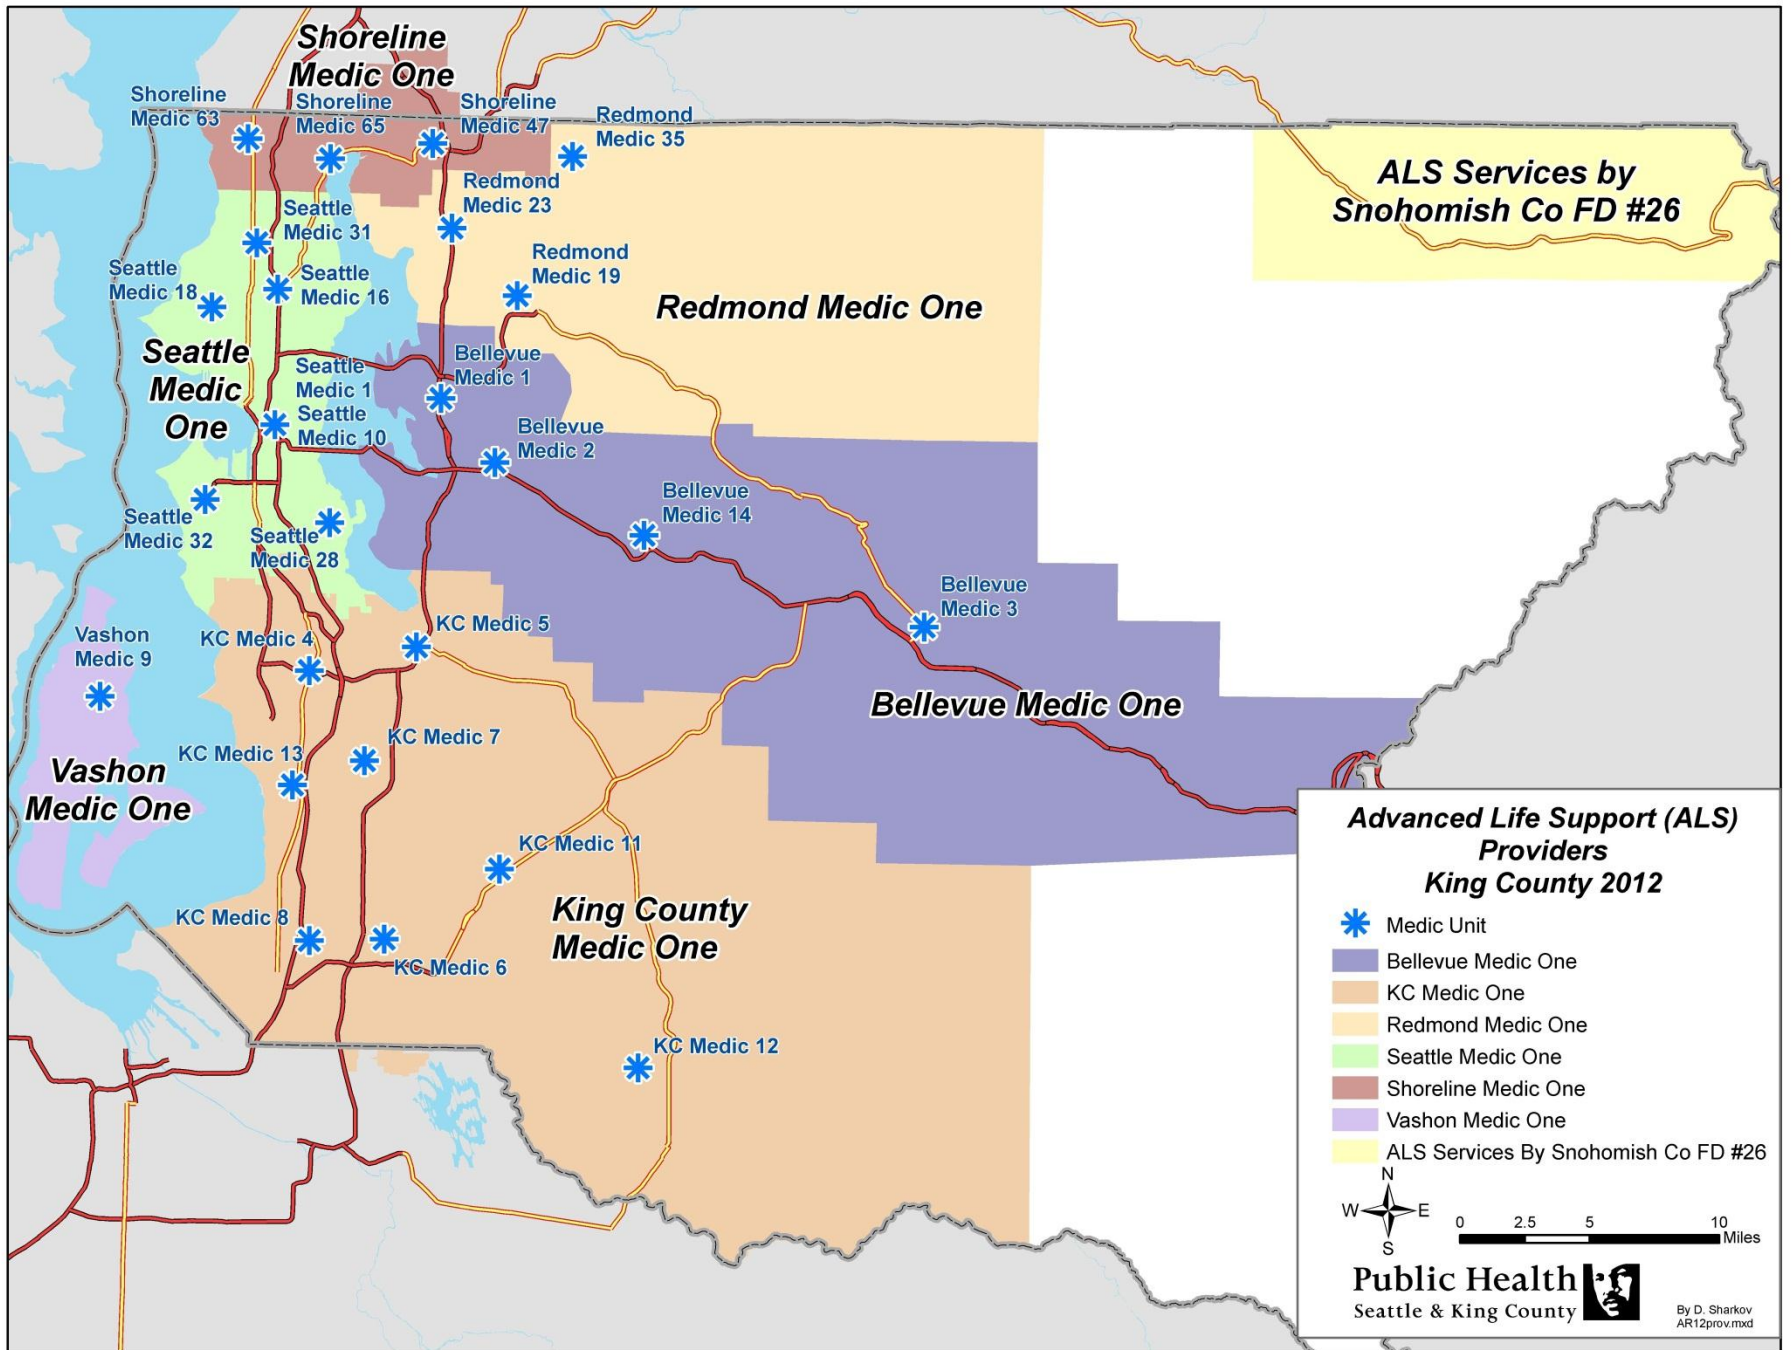 Shoreline
Medic One
Shoreline
Medic 63
Shoreline
Medic 65
Shoreline
Medic 47
Redmond
Medic 35
Redmond
Medic 23
Redmond
Medic 19
Redmond Medic One
ALS Services by
Snohomish Co FD #26
Seattle
Medic 31
Seattle
Medic 18
Seattle
Medic 16
Seattle
Medic
One
Seattle
Medic 1
Seattle
Medic 10
Bellevue
Medic 1
Bellevue
Medic 2
Bellevue
Medic 14
Bellevue
Medic 3
Seattle
Medic 32
Seattle
Medic 28
Bellevue Medic One
Vashon
Medic 9
Vashon
Medic One
KC Medic 4
KC Medic 5
KC Medic 7
KC Medic 13
KC Medic 11
KC Medic 8
KC Medic 6
King County
Medic One
KC Medic 12
Advanced Life Support (ALS)
Providers
King County 2012
Medic Unit
Bellevue Medic One
KC Medic One
Redmond Medic One
Seattle Medic One
Shoreline Medic One
Vashon Medic One
ALS Services By Snohomish Co FD #26
N
W E
S
0 2.5 5 10
Miles
Public Health
Seattle & King County
By D. Sharkov
AR12prov.mxd